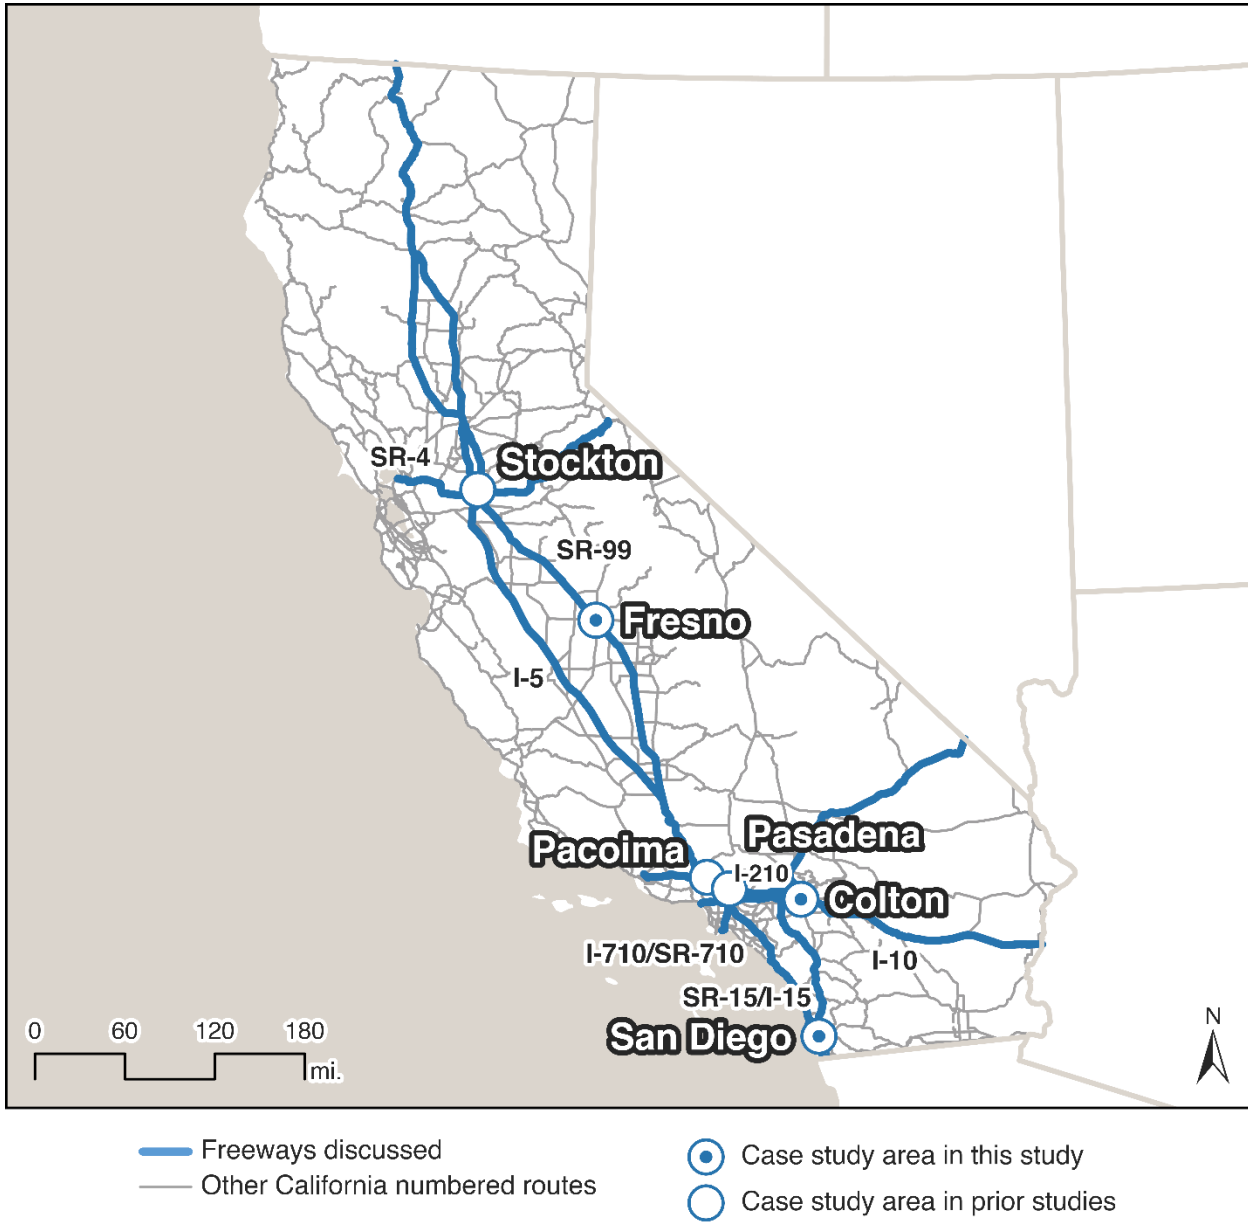 SR-4
Stockton
SR-99
Fresno
I-5
Pacoima
Pasadena
I-210
Colton
I-710/SR-710
I-10
SR-15/I-15
San Diego
0 60 120 180
mi.
N
Freeways discussed
Other California numbered routes
Case study area in this study
Case study area in prior studies